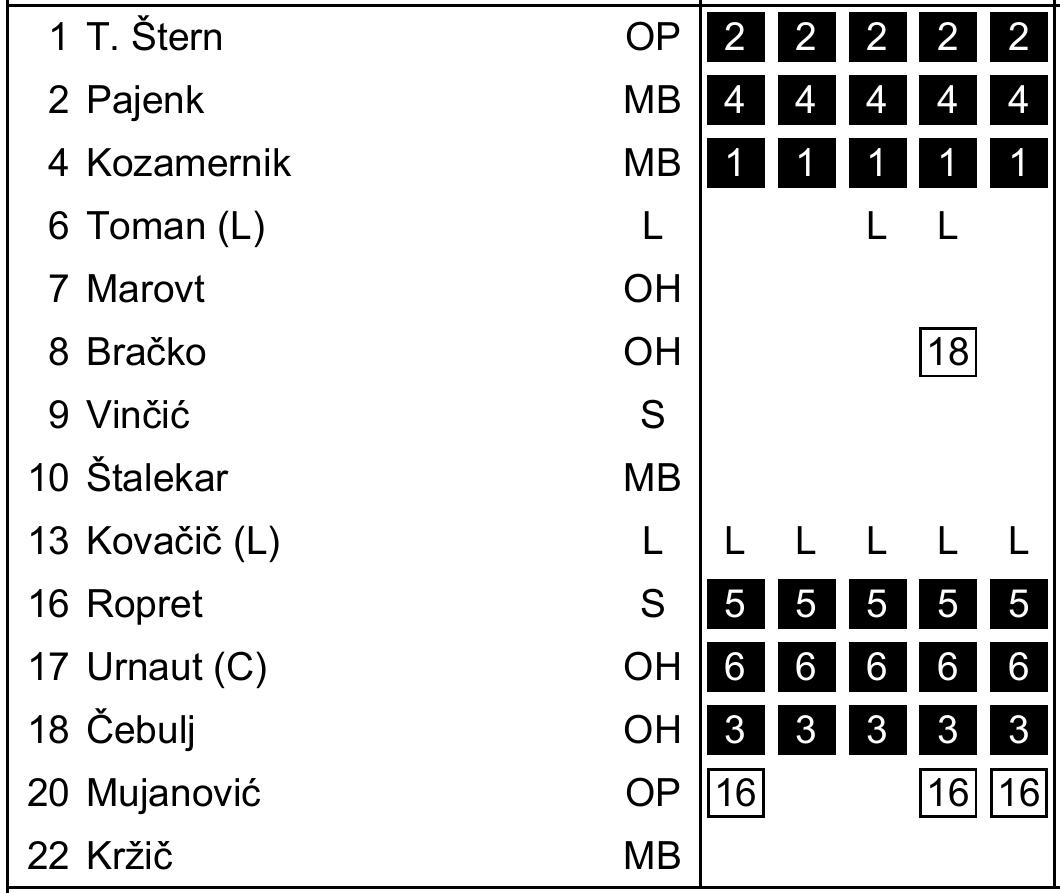 1 T. Štern OP 2 2 2 2 2
2 Pajenk MB 4 4 4 4 4
4 Kozamernik MB 1 1 1 1 1
6 Toman (L) L L L
7 Marovt OH
8 Bračko OH 18
9 Vinčić S
10 Štalekar MB
13 Kovačič (L) L L L L L L
16 Ropret S 5 5 5 5 5
17 Urnaut (C) OH 6 6 6 6 6
18 Čebulj OH 3 3 3 3 3
20 Mujanović OP 16 16 16
22 Kržič MB